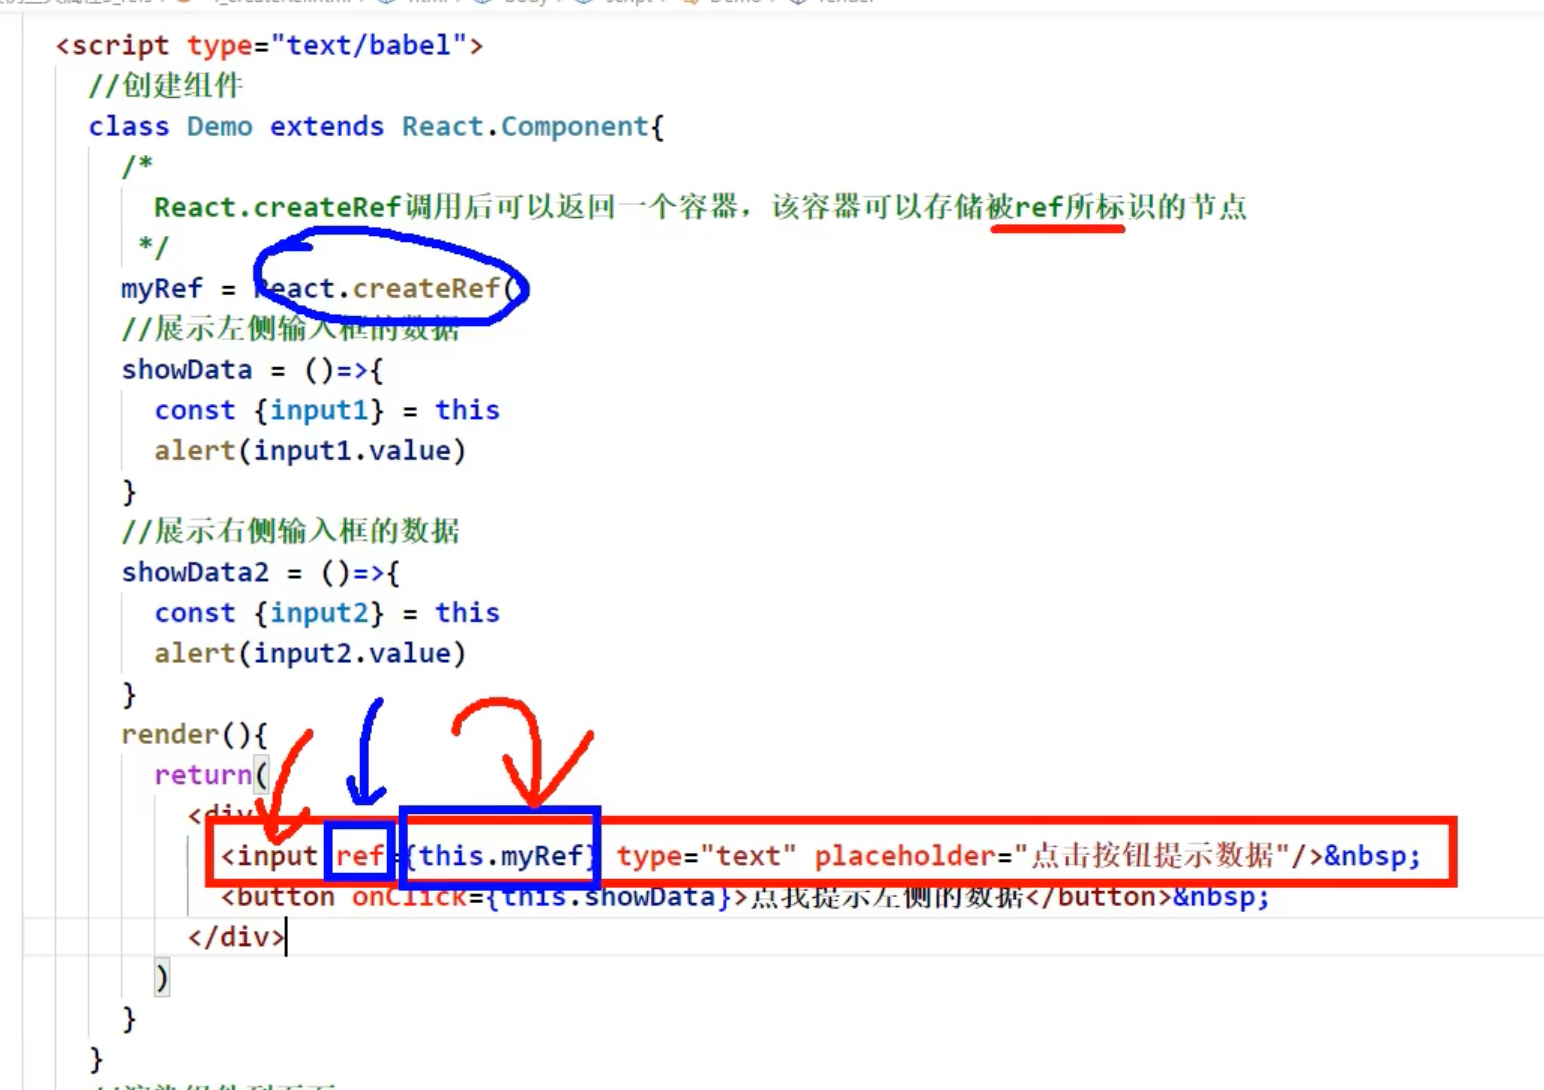 <script type="text/babel">
//创建组件
class Demo extends React.Component{
/*
React.createRef调用后可以返回一个容器，该容器可以存储被ref所标识的节点
*/
myRef = React.createRef(
//展示左侧输入框的数据
showData = ()=>{
const {input1} = this
alert(input1.value)
}
//展示右侧输入框的数据
showData2 = ()=>{
const {input2} = this
alert(input2.value)
}
render(){
return(
<div
<input ref={this.myRef} type="text" placeholder="点击按钮提示数据"/>&nbsp;
<button onClick={this.showData}>点我提示左侧的数据</button>&nbsp;
</div>
)
}
}